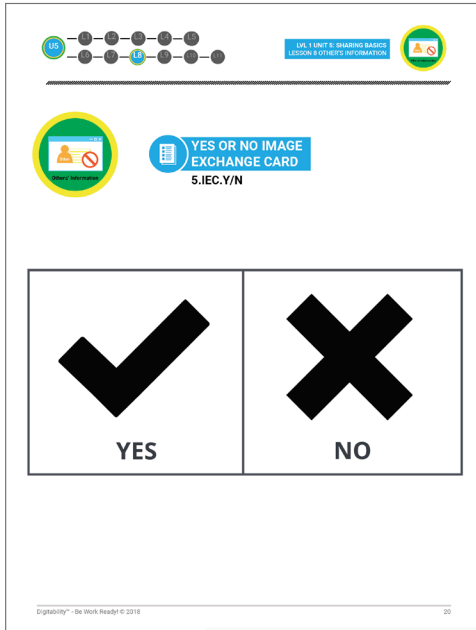 U5
L1 L2 L3 L4 L5
L6 L7 L8 L9 L10 L11
LVL 1 UNIT 5: SHARING BASICS
LESSON 8 OTHER'S INFORMATION
Others' Information
Others' Information
YES OR NO IMAGE
EXCHANGE CARD
5.IEC.Y/N
YES
NO
Digitability™ - Be Work Ready! © 2018
20